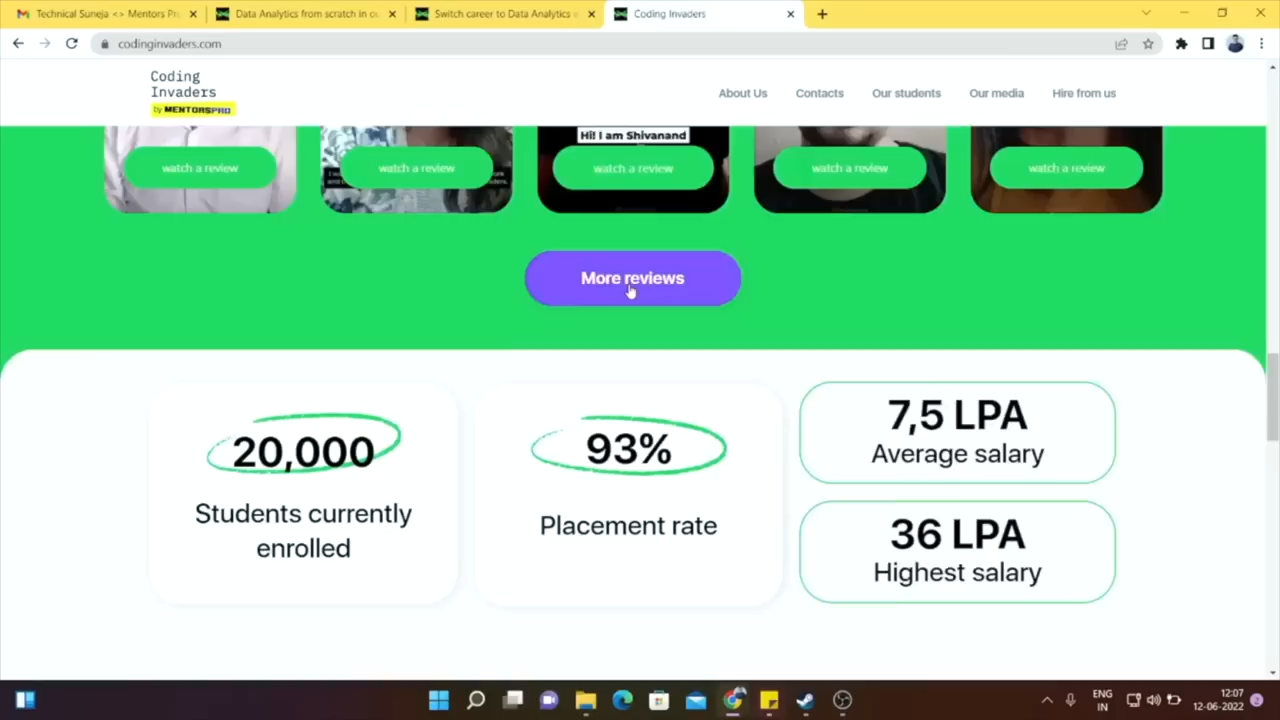 Technical Suneja <> Mentors Pr
Data Analytics from scratch in ou
Switch career to Data Analytics w
Coding Invaders
codinginvaders.com
Coding
Invaders
by MENTORSPRO
About Us
Contacts
Our students
Our media
Hire from us
Hi! I am Shivanand
watch a review
watch a review
watch a review
watch a review
watch a review
More reviews
20,000
Students currently
enrolled
93%
Placement rate
7,5 LPA
Average salary
36 LPA
Highest salary
ENG
IN
12:07
12-06-2022